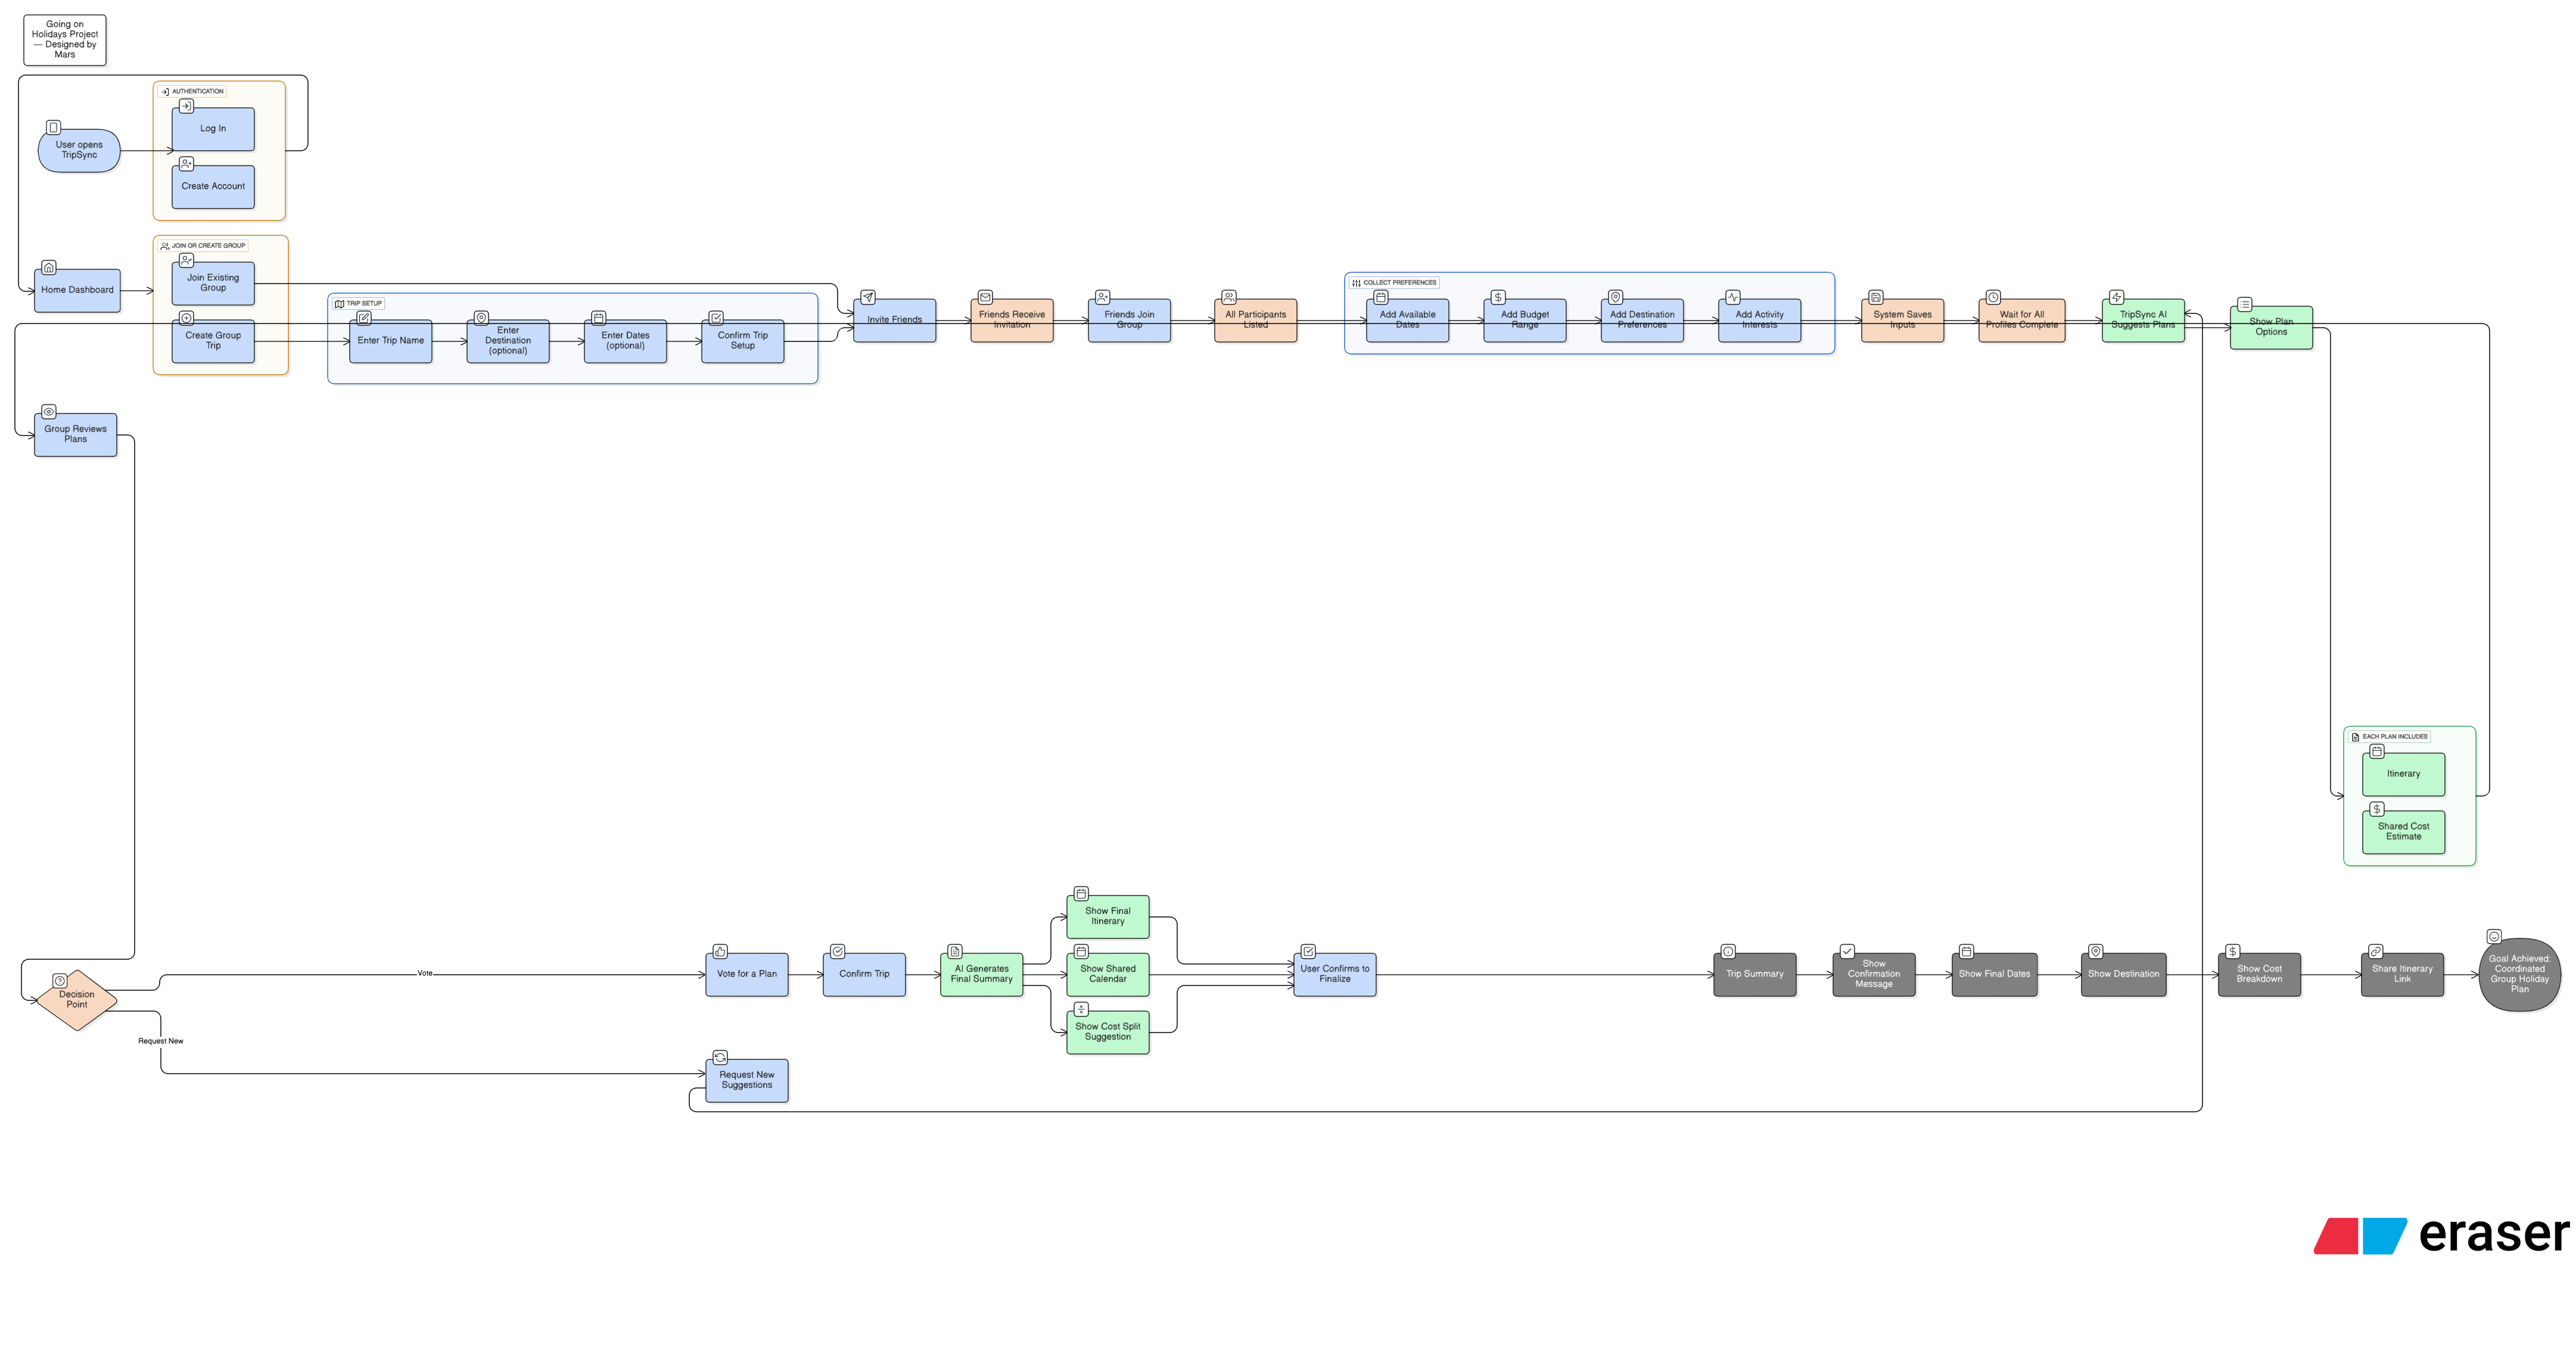 Going on
Holidays Project
— Designed by
Mars
AUTHENTICATION
Log In
User opens
TripSync
Create Account
JOIN OR CREATE GROUP
Join Existing
Group
Home Dashboard
Create Group
Trip
TRIP SETUP
Enter Trip Name
Enter
Destination
(optional)
Enter Dates
(optional)
Confirm Trip
Setup
Invite Friends
Friends Receive
Invitation
Friends Join
Group
All Participants
Listed
COLLECT PREFERENCES
Add Available
Dates
Add Budget
Range
Add Destination
Preferences
Add Activity
Interests
System Saves
Inputs
Wait for All
Profiles Complete
TripSync AI
Suggests Plans
Show Plan
Options
Group Reviews
Plans
EACH PLAN INCLUDES
Itinerary
Shared Cost
Estimate
Decision
Point
Vote
Request New
Vote for a Plan
Confirm Trip
AI Generates
Final Summary
Show Final
Itinerary
Show Shared
Calendar
Show Cost Split
Suggestion
User Confirms to
Finalize
Trip Summary
Show
Confirmation
Message
Show Final Dates
Show Destination
Show Cost
Breakdown
Share Itinerary
Link
Goal Achieved:
Coordinated
Group Holiday
Plan
Request New
Suggestions
eraser